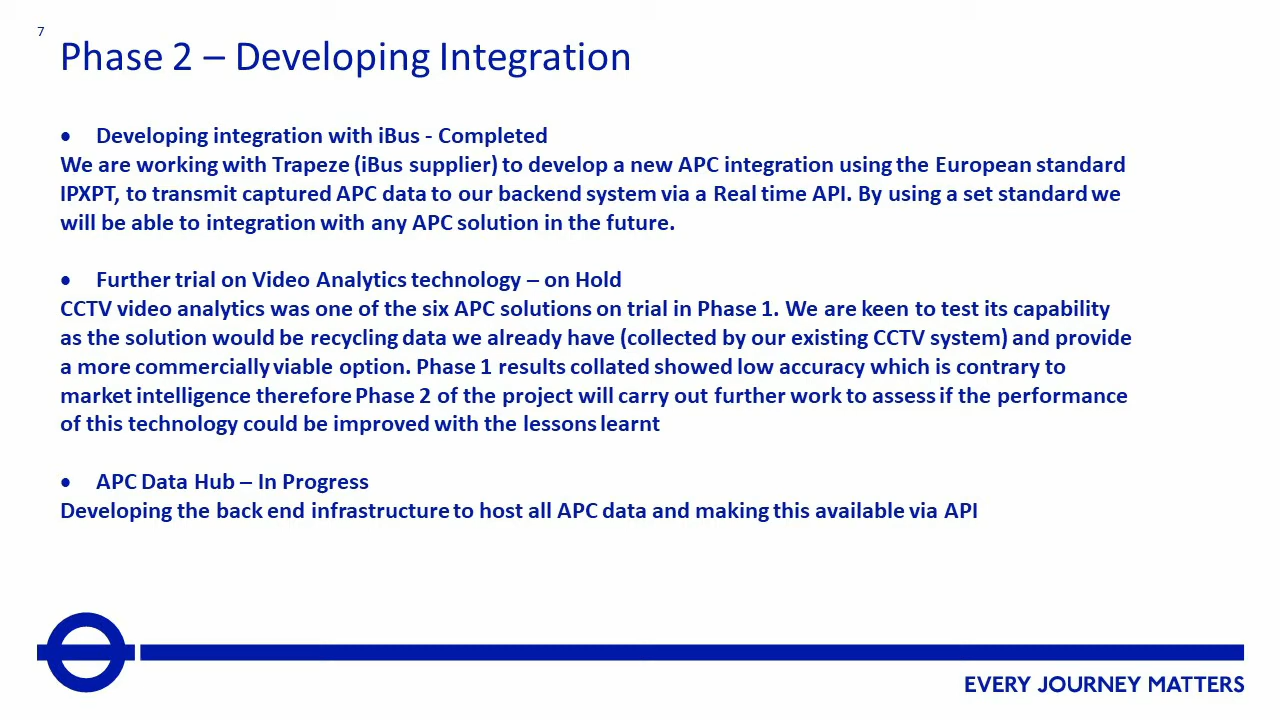 7
Phase 2 – Developing Integration
• Developing integration with iBus - Completed
We are working with Trapeze (iBus supplier) to develop a new APC integration using the European standard
IPXPT, to transmit captured APC data to our backend system via a Real time API. By using a set standard we
will be able to integration with any APC solution in the future.
• Further trial on Video Analytics technology – on Hold
CCTV video analytics was one of the six APC solutions on trial in Phase 1. We are keen to test its capability
as the solution would be recycling data we already have (collected by our existing CCTV system) and provide
a more commercially viable option. Phase 1 results collated showed low accuracy which is contrary to
market intelligence therefore Phase 2 of the project will carry out further work to assess if the performance
of this technology could be improved with the lessons learnt
• APC Data Hub – In Progress
Developing the back end infrastructure to host all APC data and making this available via API
EVERY JOURNEY MATTERS